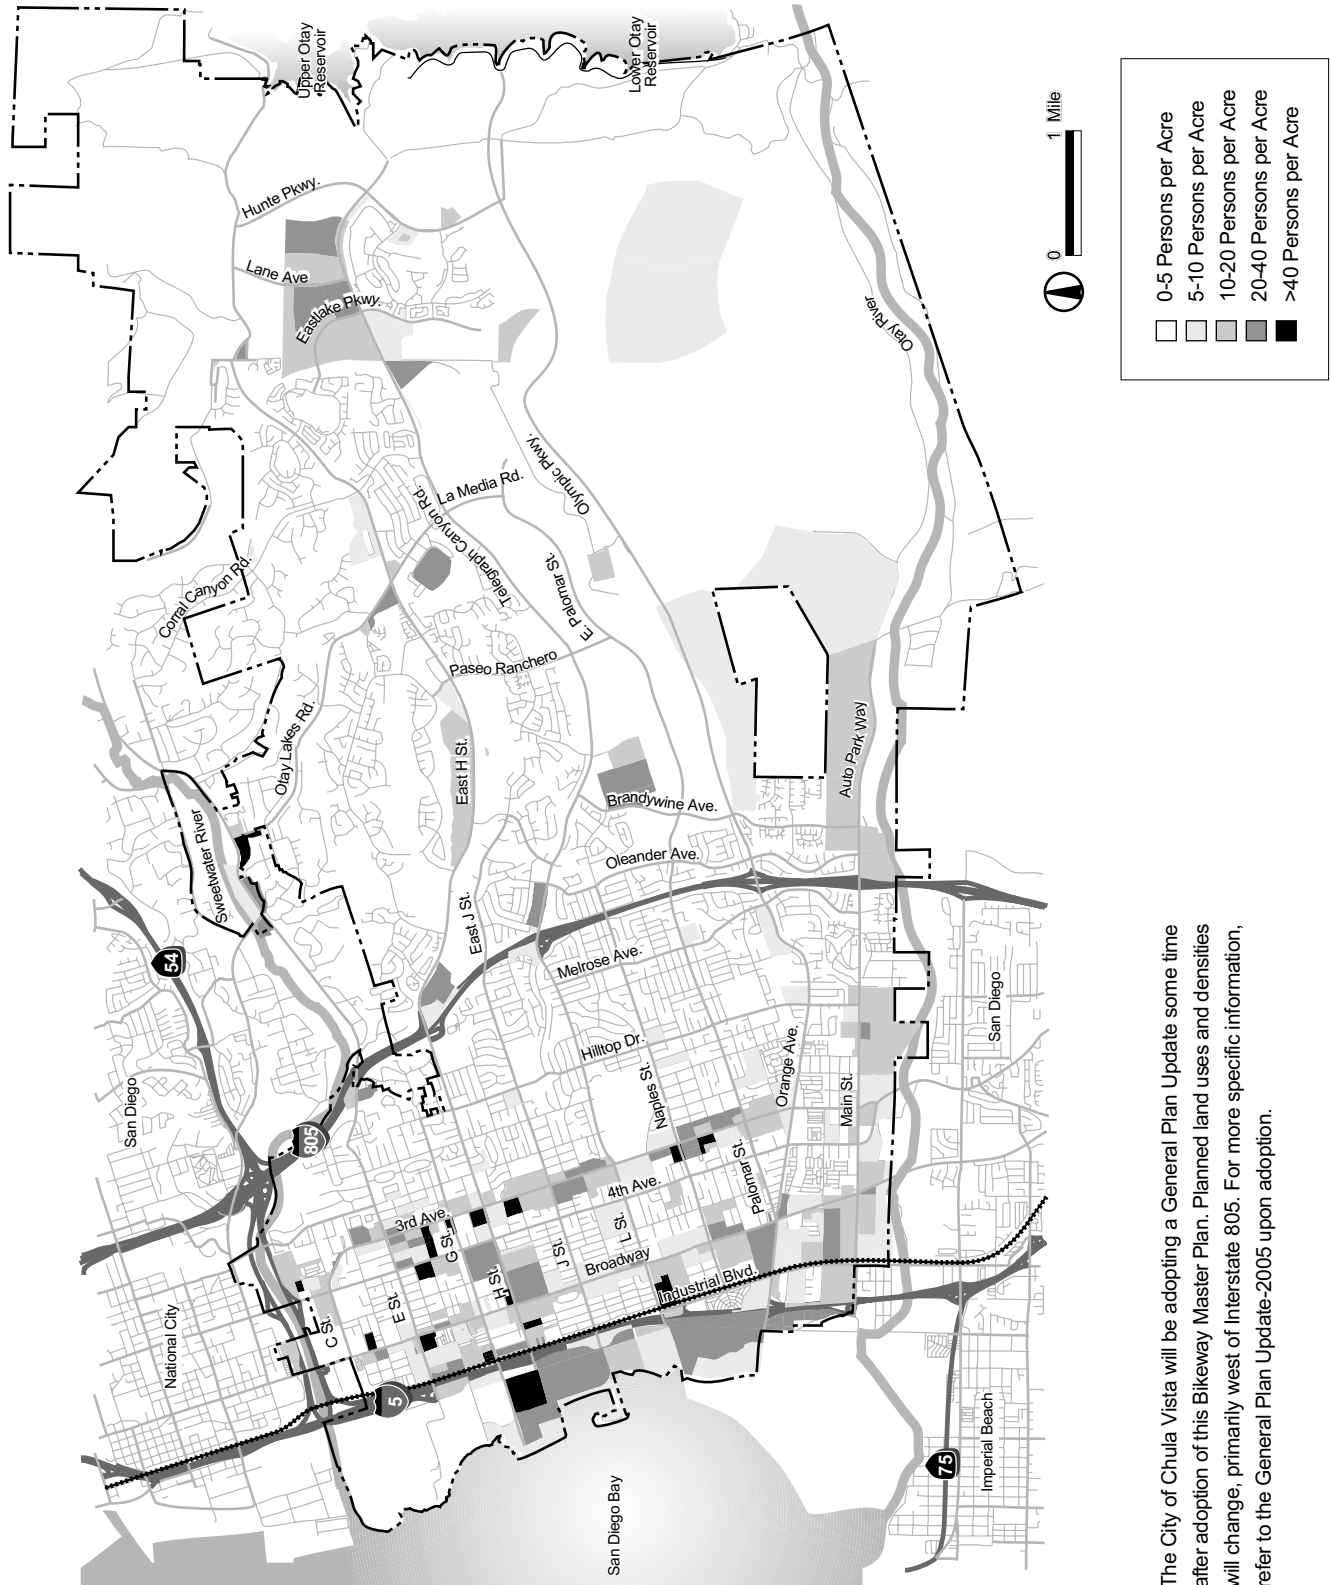 Upper Otay
Reservoir
Lower Otay
Reservoir
Hunte Pkwy.
Lane Ave
Eastlake Pkwy.
Otay River
Olympic Pkwy.
La Media Rd.
Telegraph Canyon Rd.
E. Palomar St.
Corral Canyon Rd.
Paseo Ranchero
Otay Lakes Rd.
East H St.
Auto Park Way
Brandywine Ave.
Sweetwater River
Oleander Ave.
East J St.
Melrose Ave.
54
San Diego
San Diego
Hilltop Dr.
Naples St.
Orange Ave.
Main St.
805
Palomar St.
4th Ave.
3rd Ave.
G St.
L St.
J St.
Broadway
H St.
Industrial Blvd.
E St.
C St.
National City
5
75
Imperial Beach
San Diego Bay
0 1 Mile
0-5 Persons per Acre
5-10 Persons per Acre
10-20 Persons per Acre
20-40 Persons per Acre
>40 Persons per Acre
The City of Chula Vista will be adopting a General Plan Update some time
after adoption of this Bikeway Master Plan. Planned land uses and densities
will change, primarily west of Interstate 805. For more specific information,
refer to the General Plan Update-2005 upon adoption.